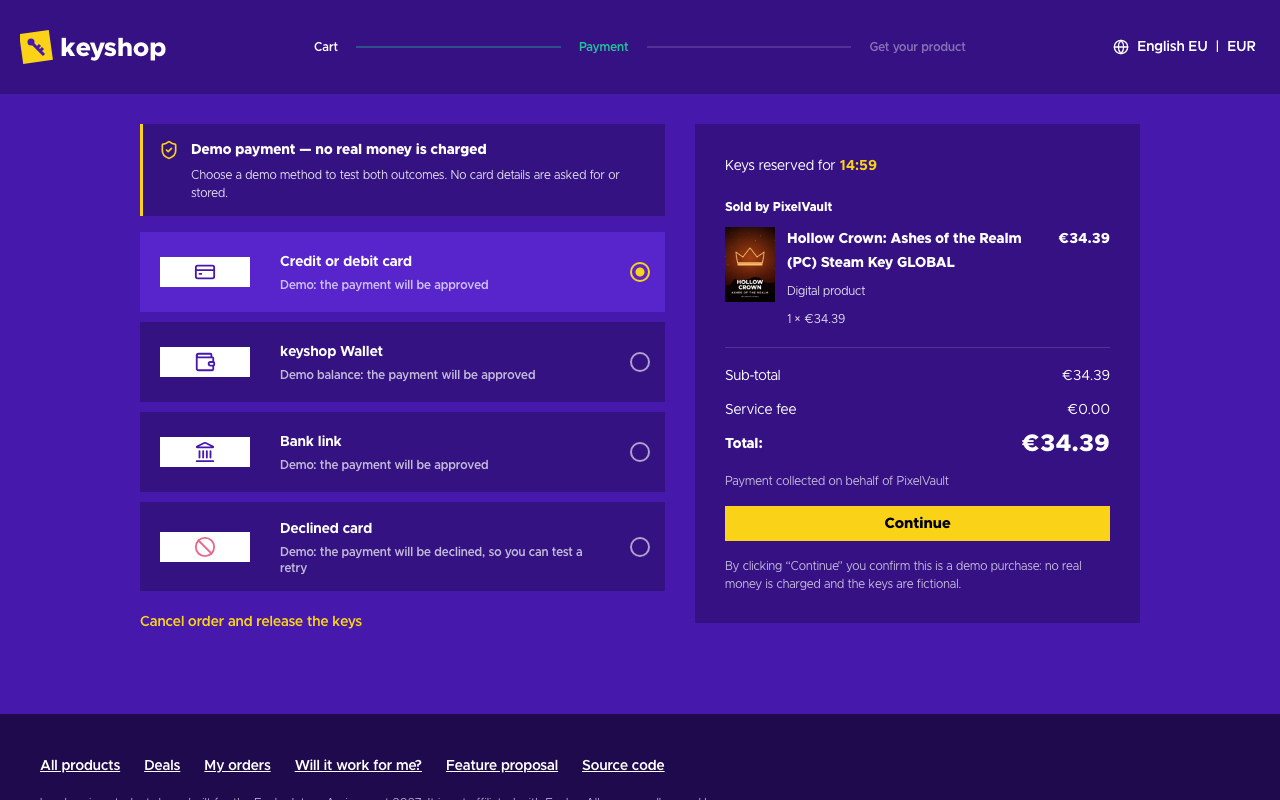 keyshop
Cart
Payment
Get your product
English EU | EUR
Demo payment — no real money is charged
Choose a demo method to test both outcomes. No card details are asked for or
stored.
Credit or debit card
Demo: the payment will be approved
keyshop Wallet
Demo balance: the payment will be approved
Bank link
Demo: the payment will be approved
Declined card
Demo: the payment will be declined, so you can test a
retry
Cancel order and release the keys
Keys reserved for 14:59
Sold by PixelVault
HOLLOW
CROWN
Hollow Crown: Ashes of the Realm €34.39
(PC) Steam Key GLOBAL
Digital product
1 × €34.39
Sub-total €34.39
Service fee €0.00
Total: €34.39
Payment collected on behalf of PixelVault
Continue
By clicking “Continue” you confirm this is a demo purchase: no real
money is charged and the keys are fictional.
All products Deals My orders Will it work for me? Feature proposal Source code